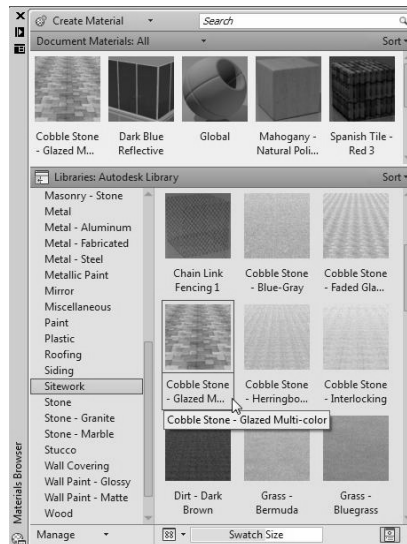 Create Material
Search
Document Materials: All
Sort
Cobble Stone
- Glazed M...
Dark Blue
Reflective
Global
Mahogany -
Natural Poli...
Spanish Tile -
Red 3
Libraries: Autodesk Library
Sort
Masonry - Stone
Metal
Metal - Aluminum
Metal - Fabricated
Metal - Steel
Metallic Paint
Mirror
Miscellaneous
Paint
Plastic
Roofing
Siding
Sitework
Stone
Stone - Granite
Stone - Marble
Stucco
Wall Covering
Wall Paint - Glossy
Wall Paint - Matte
Wood
Chain Link
Fencing 1
Cobble Stone
- Blue-Gray
Cobble Stone
- Faded Gla...
Cobble Stone
- Glazed M...
Cobble Stone
- Herringbo...
Cobble Stone
- Interlocking
Cobble Stone - Glazed Multi-color
Dirt - Dark
Brown
Grass -
Bermuda
Grass -
Bluegrass
Materials Browser
Manage
Swatch Size